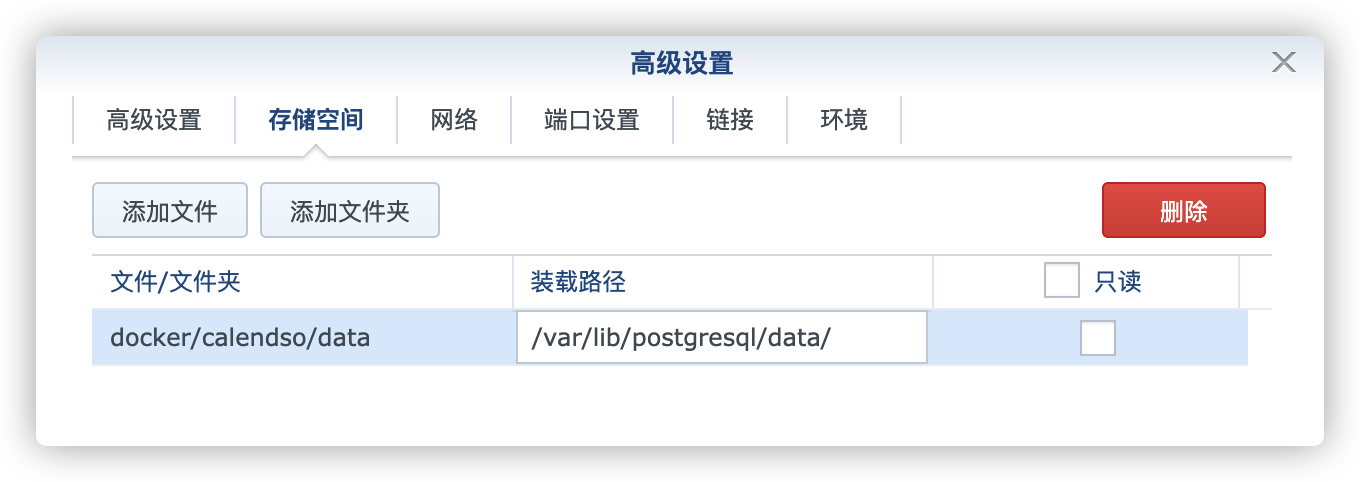 高级设置
高级设置 存储空间 网络 端口设置 链接 环境
添加文件 添加文件夹 删除
文件/文件夹 装载路径 只读
docker/calendso/data /var/lib/postgresql/data/